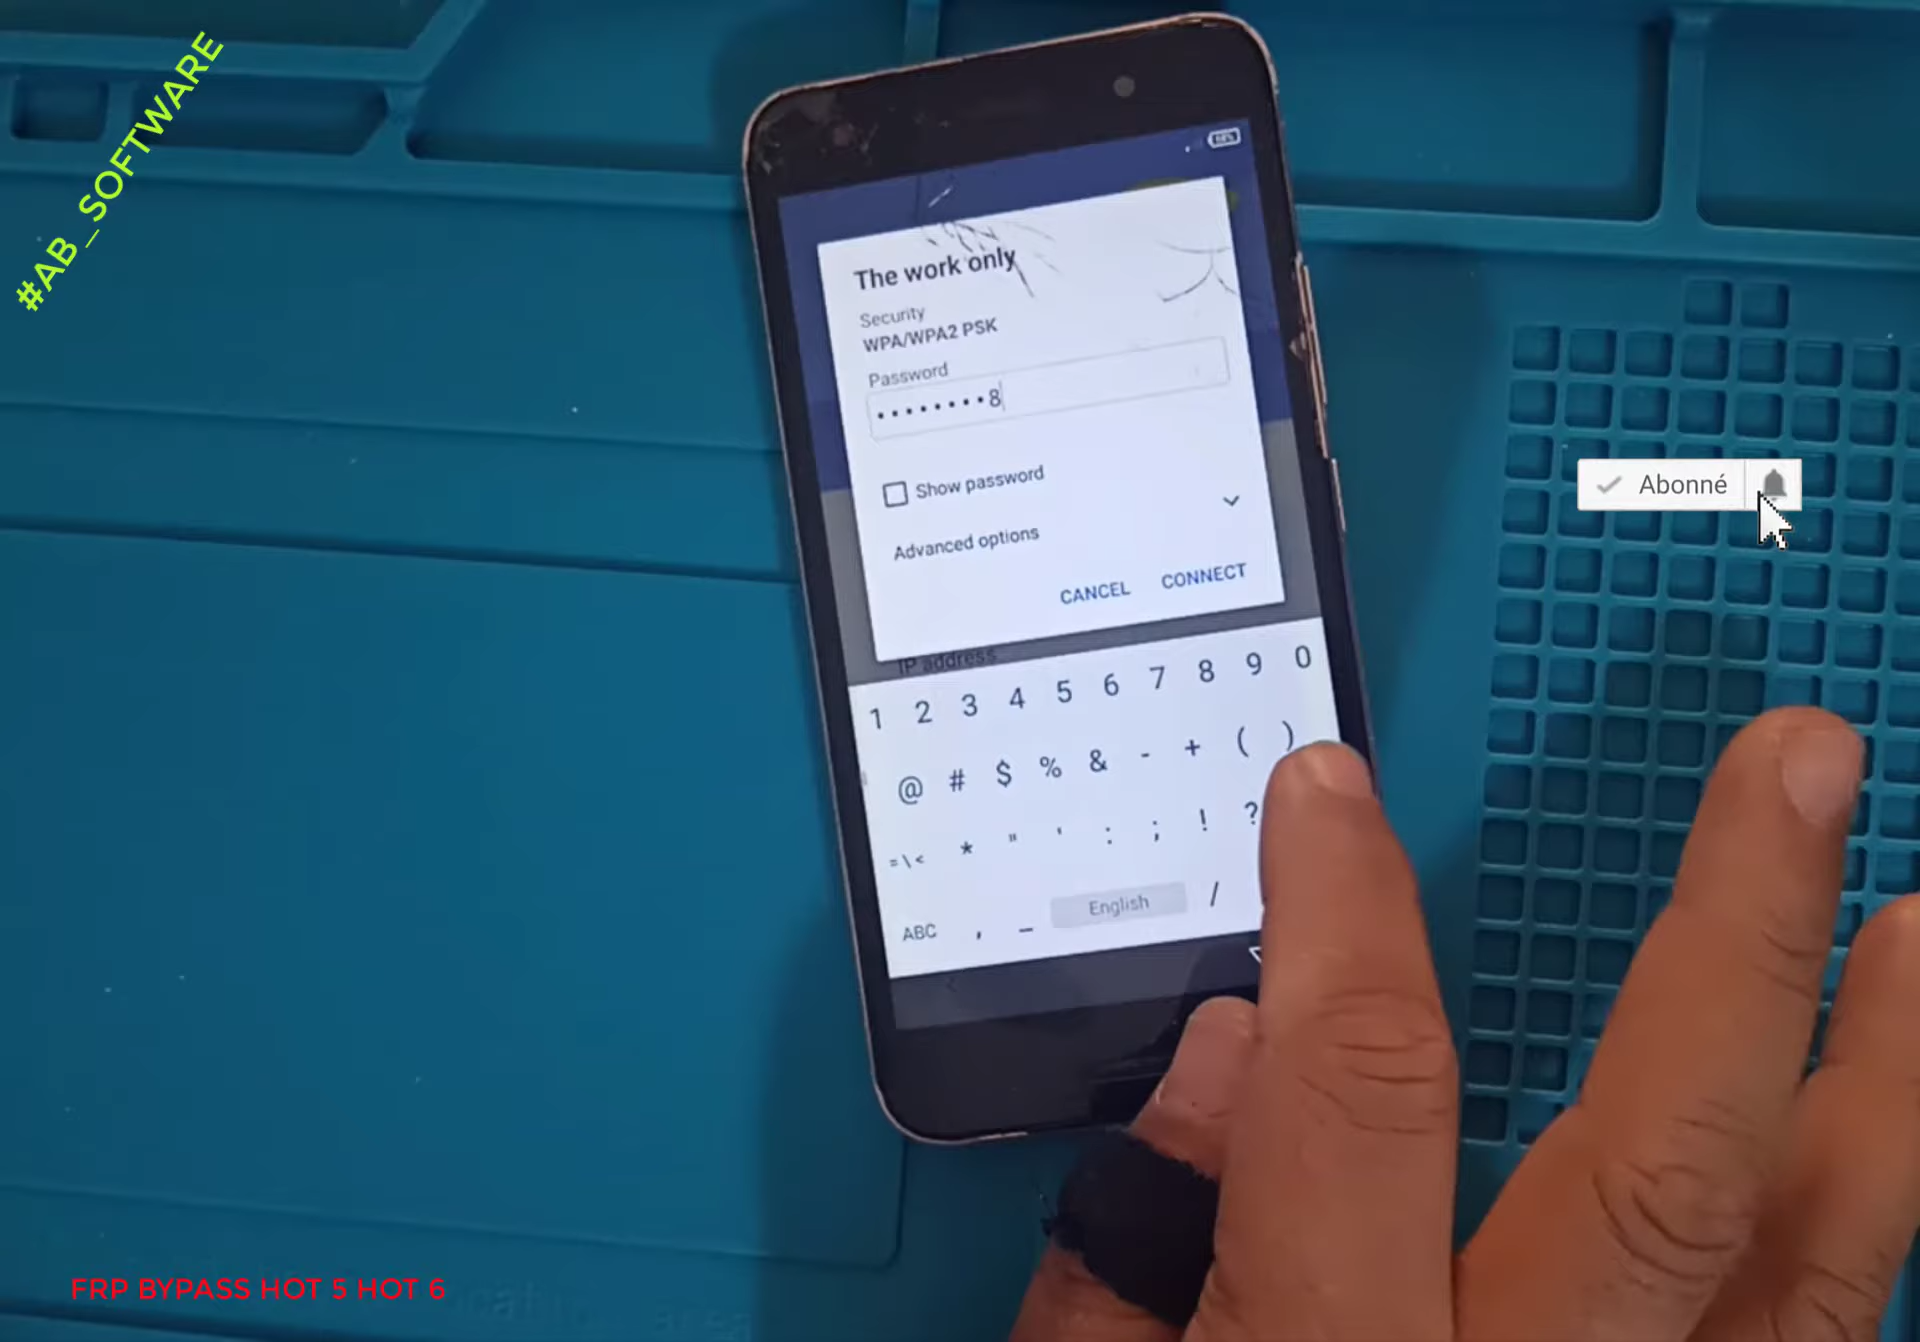 #AB_SOFTWARE
The work only
Security
WPA/WPA2 PSK
Password
••••••••8
Show password
Advanced options
CANCEL CONNECT
IP address
1 2 3 4 5 6 7 8 9 0
@ # $ % & - + ( )
=\< * " ' : ; ! ?
ABC , _ English /
Abonné
FRP BYPASS HOT 5 HOT 6